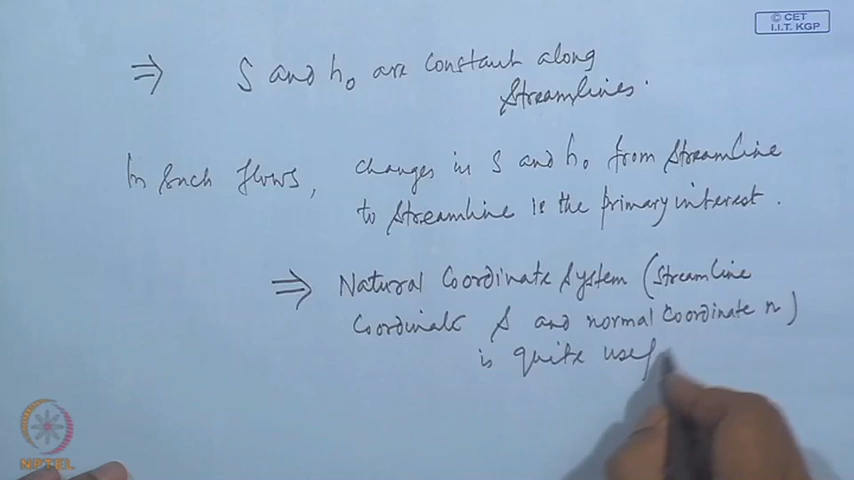 © CET
I.I.T. KGP
⇒ S and h₀ are constant along
Streamlines.
In such flows, changes in s and h₀ from streamline
to streamline is the primary interest.
⇒ Natural Coordinate System (Streamline
Coordinate s and normal coordinate n)
is quite usef
NPTEL